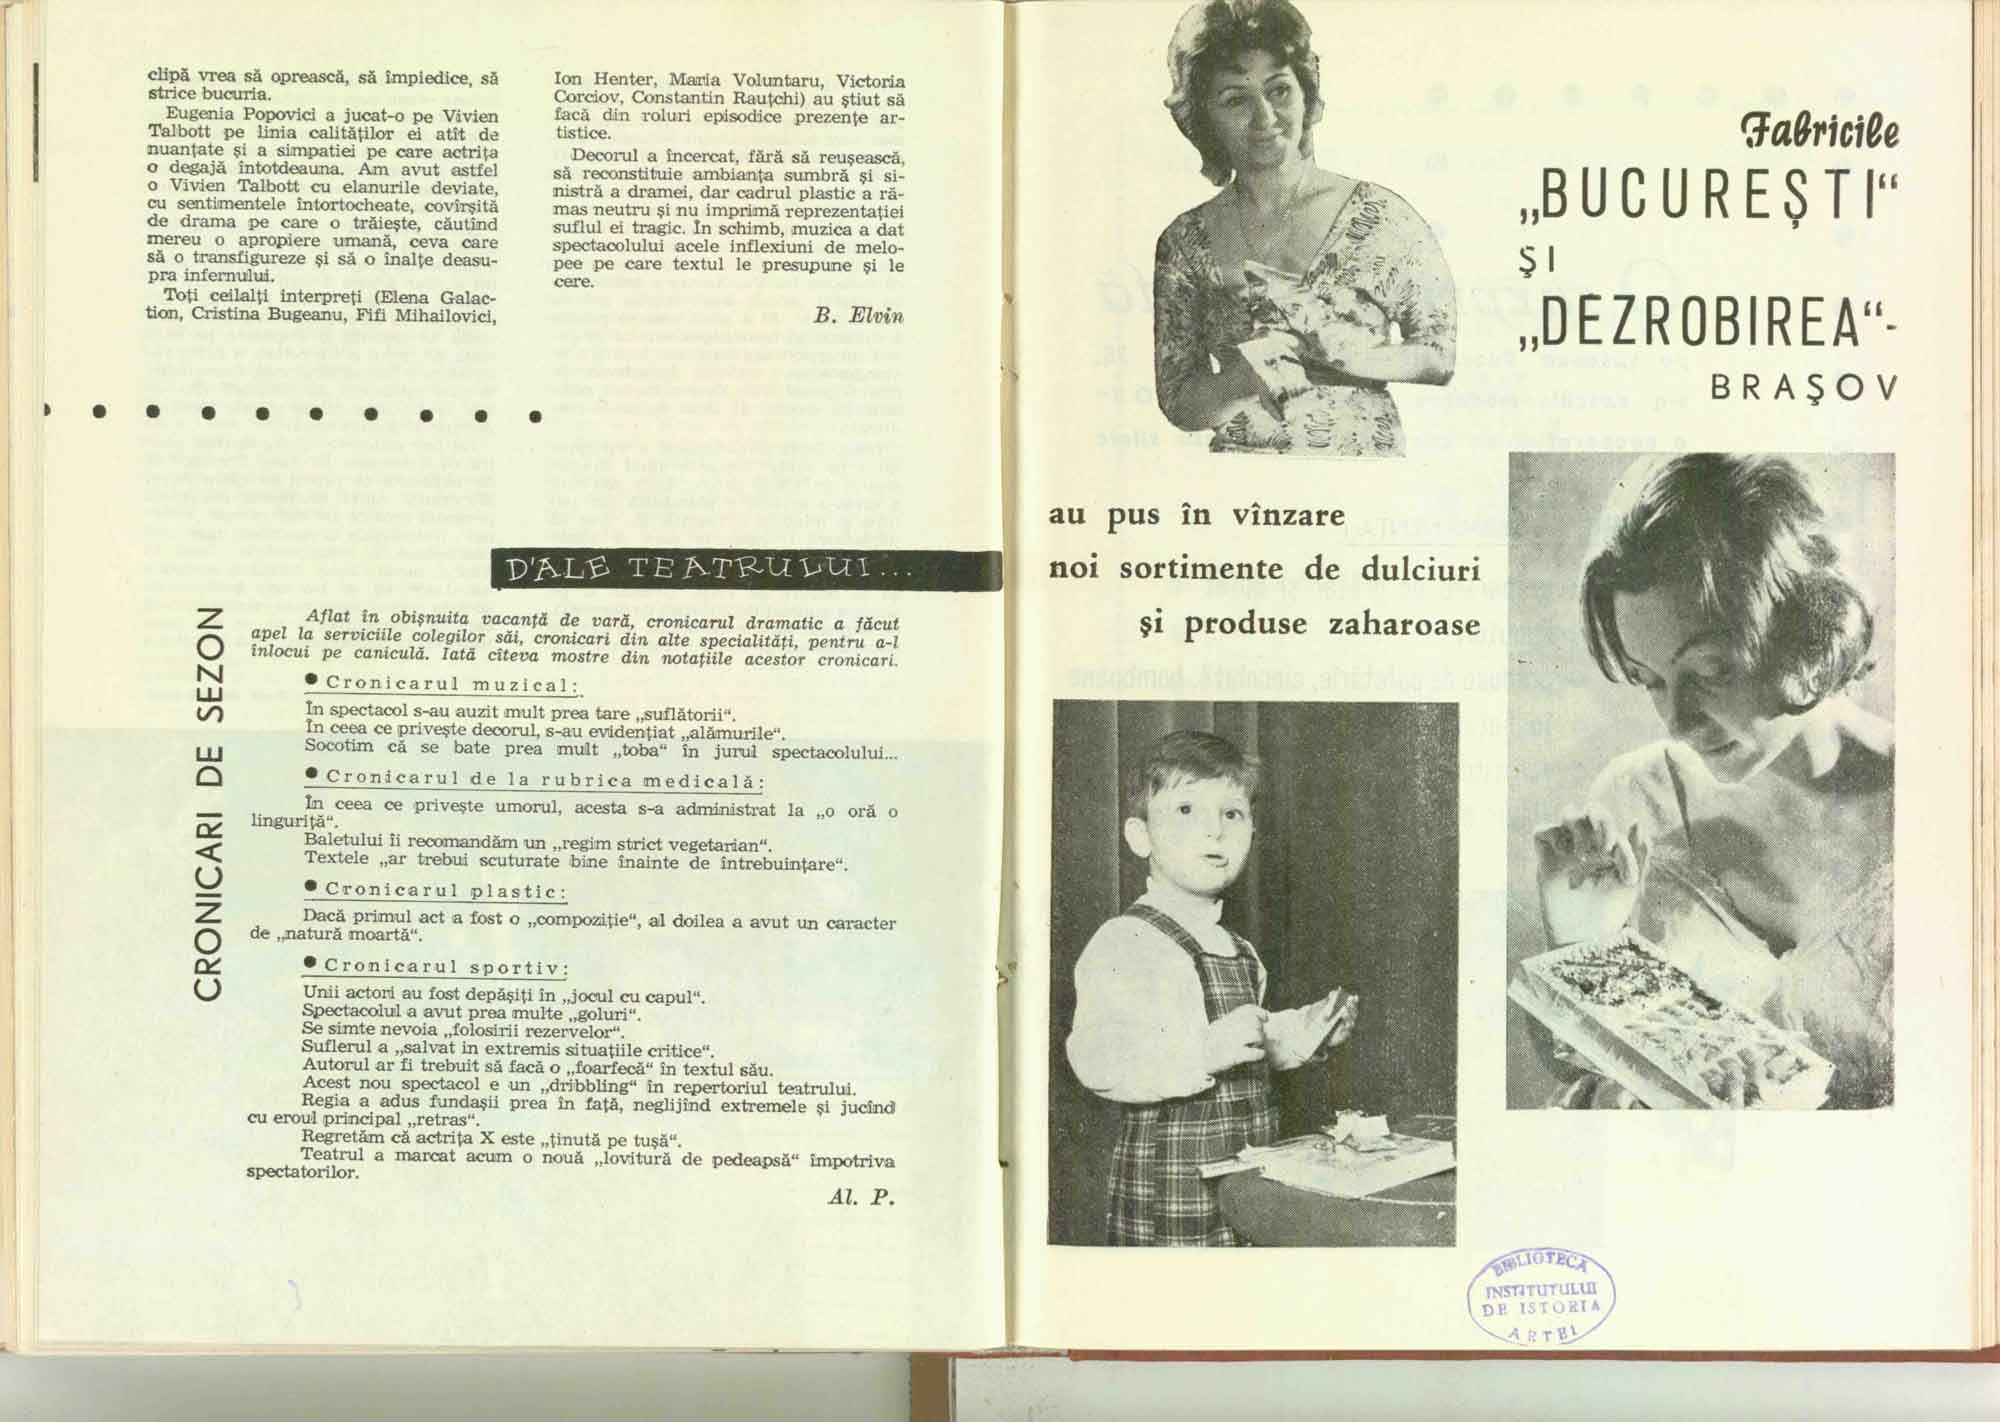 clipă vrea să oprească, să împiedice, să
strice bucuria.
Eugenia Popovici a jucat-o pe Vivien
Talbott pe linia calităților ei atît de
nuanțate și a simpatiei pe care actrița
o degajă întotdeauna. Am avut astfel
o Vivien Talbott cu elanurile deviate,
cu sentimentele întortocheate, covîrșită
de drama pe care o trăiește, căutînd
mereu o apropiere umană, ceva care
să o transfigureze și să o înalțe deasu-
pra infernului.
Toți ceilalți interpreți (Elena Galac-
tion, Cristina Bugeanu, Fifi Mihailovici,
Ion Henter, Maria Voluntaru, Victoria
Corciov, Constantin Rauțchi) au știut să
facă din roluri episodice prezențe ar-
tistice.
Decorul a încercat, fără să reușească,
să reconstituie ambianța sumbră și si-
nistră a dramei, dar cadrul plastic a ră-
mas neutru și nu imprimă reprezentației
suflul ei tragic. În schimb, muzica a dat
spectacolului acele inflexiuni de melo-
pee pe care textul le presupune și le
cere.
B. Elvin
D'ALE TEATRULUI...
CRONICARI DE SEZON
Aflat în obișnuita vacanță de vară, cronicarul dramatic a făcut
apel la serviciile colegilor săi, cronicari din alte specialități, pentru a-l
înlocui pe caniculă. Iată cîteva mostre din notațiile acestor cronicari.
● Cronicarul muzical:
În spectacol s-au auzit mult prea tare „suflătorii“.
În ceea ce privește decorul, s-au evidențiat „alămurile“.
Socotim că se bate prea mult „toba“ în jurul spectacolului...
● Cronicarul de la rubrica medicală:
În ceea ce privește umorul, acesta s-a administrat la „o oră o
linguriță“.
Baletului îi recomandăm un „regim strict vegetarian“.
Textele „ar trebui scuturate bine înainte de întrebuințare“.
● Cronicarul plastic:
Dacă primul act a fost o „compoziție“, al doilea a avut un caracter
de „natură moartă“.
● Cronicarul sportiv:
Unii actori au fost depășiți în „jocul cu capul“.
Spectacolul a avut prea multe „goluri“.
Se simte nevoia „folosirii rezervelor“.
Suflerul a „salvat in extremis situațiile critice“.
Autorul ar fi trebuit să facă o „foarfecă“ în textul său.
Acest nou spectacol e un „dribbling“ în repertoriul teatrului.
Regia a adus fundașii prea în față, neglijînd extremele și jucînd
cu eroul principal „retras“.
Regretăm că actrița X este „ținută pe tușă“.
Teatrul a marcat acum o nouă „lovitură de pedeapsă“ împotriva
spectatorilor.
Al. P.
Fabricile
„BUCUREȘTI“
ȘI
„DEZROBIREA“-
BRAȘOV
au pus în vînzare
noi sortimente de dulciuri
și produse zaharoase
BIBLIOTECA
INSTITUTULUI
DE ISTORIA
ARTEI